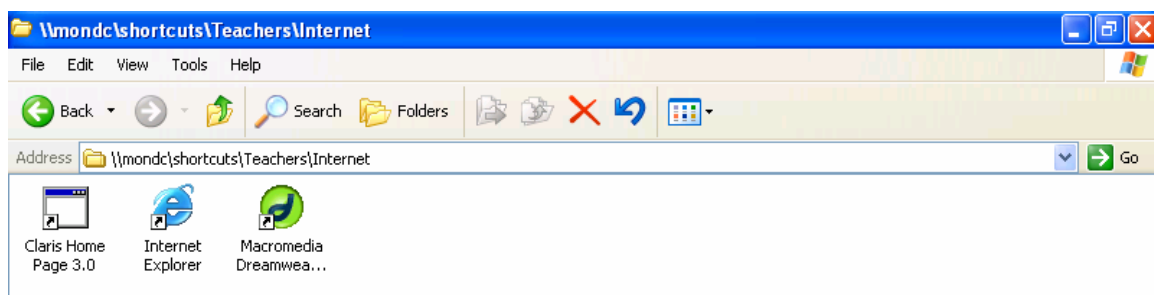 \\mondc\shortcuts\Teachers\Internet
File Edit View Tools Help
Back Search Folders
Address \\mondc\shortcuts\Teachers\Internet Go
Claris Home Page 3.0
Internet Explorer
Macromedia Dreamwea...